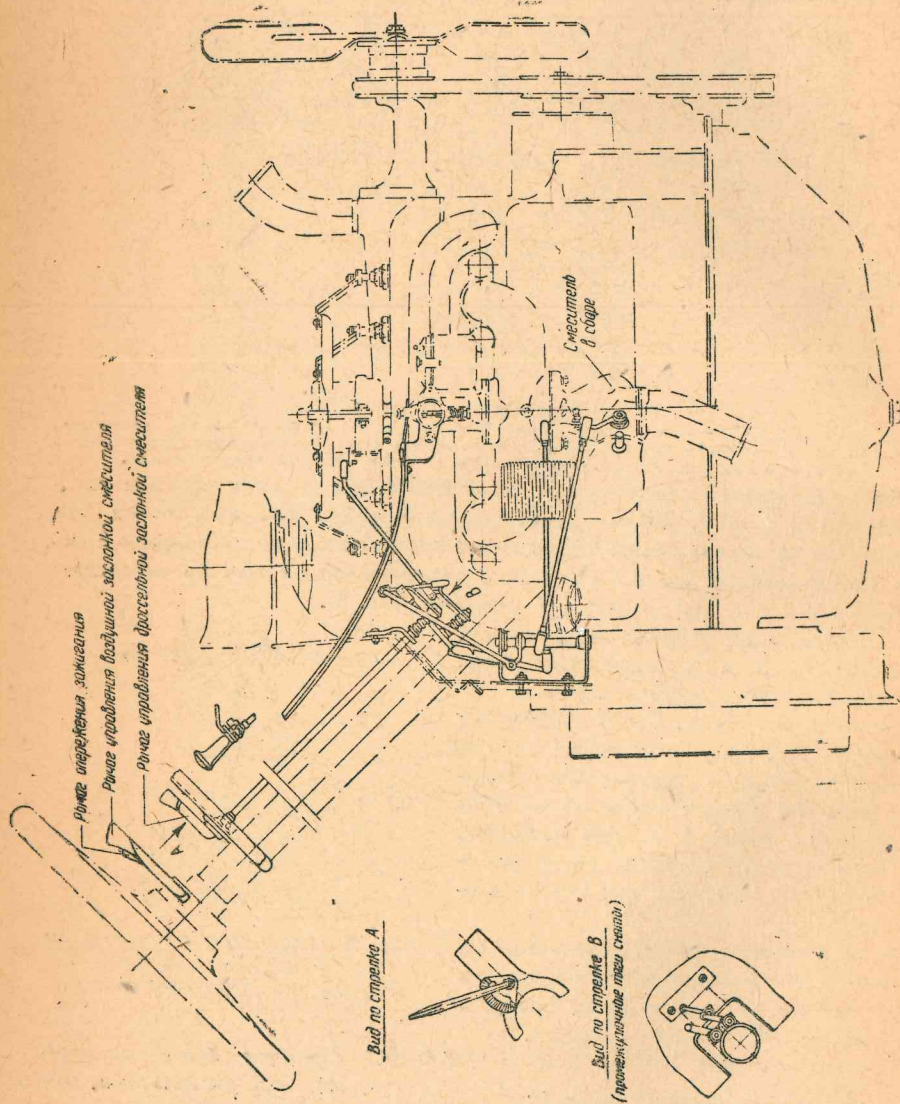 Рычаг опережения зажигания
Рычаг управления воздушной заслонкой смесителя
Рычаг управления дроссельной заслонкой смесителя
А
В
Смеситель
в сборе
Вид по стрелке А
Вид по стрелке В
(промежуточные тяги сняты)